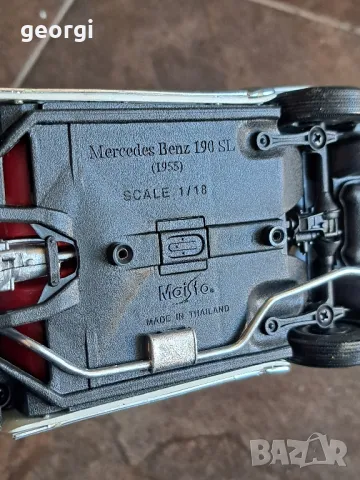 georgi
Mercedes Benz 190 SL
(1955)
SCALE 1/18
Maisto®
MADE IN THAILAND
BAZAR